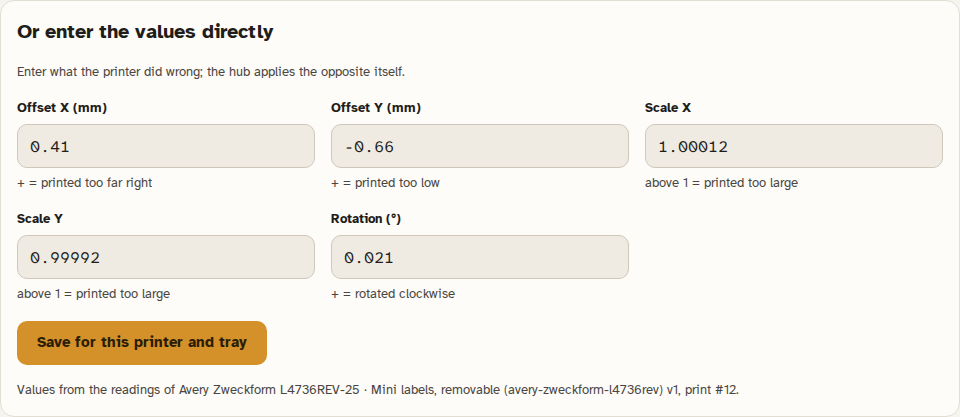 Or enter the values directly
Enter what the printer did wrong; the hub applies the opposite itself.
Offset X (mm)
0.41
+ = printed too far right
Offset Y (mm)
-0.66
+ = printed too low
Scale X
1.00012
above 1 = printed too large
Scale Y
0.99992
above 1 = printed too large
Rotation (°)
0.021
+ = rotated clockwise
Save for this printer and tray
Values from the readings of Avery Zweckform L4736REV-25 · Mini labels, removable (avery-zweckform-l4736rev) v1, print #12.